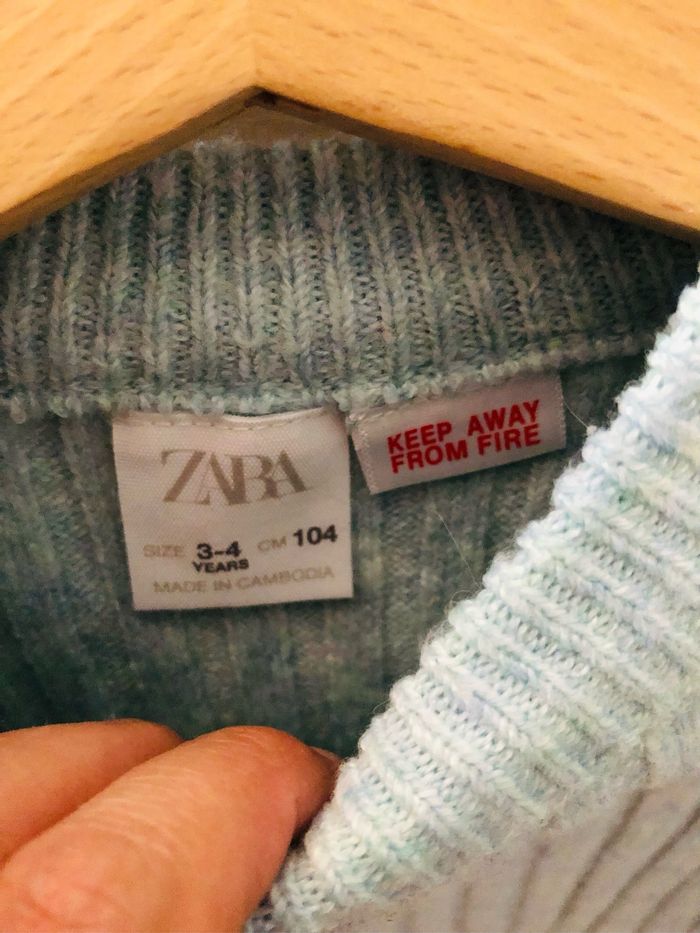 ZARA
SIZE 3-4 YEARS CM 104
MADE IN CAMBODIA
KEEP AWAY
FROM FIRE